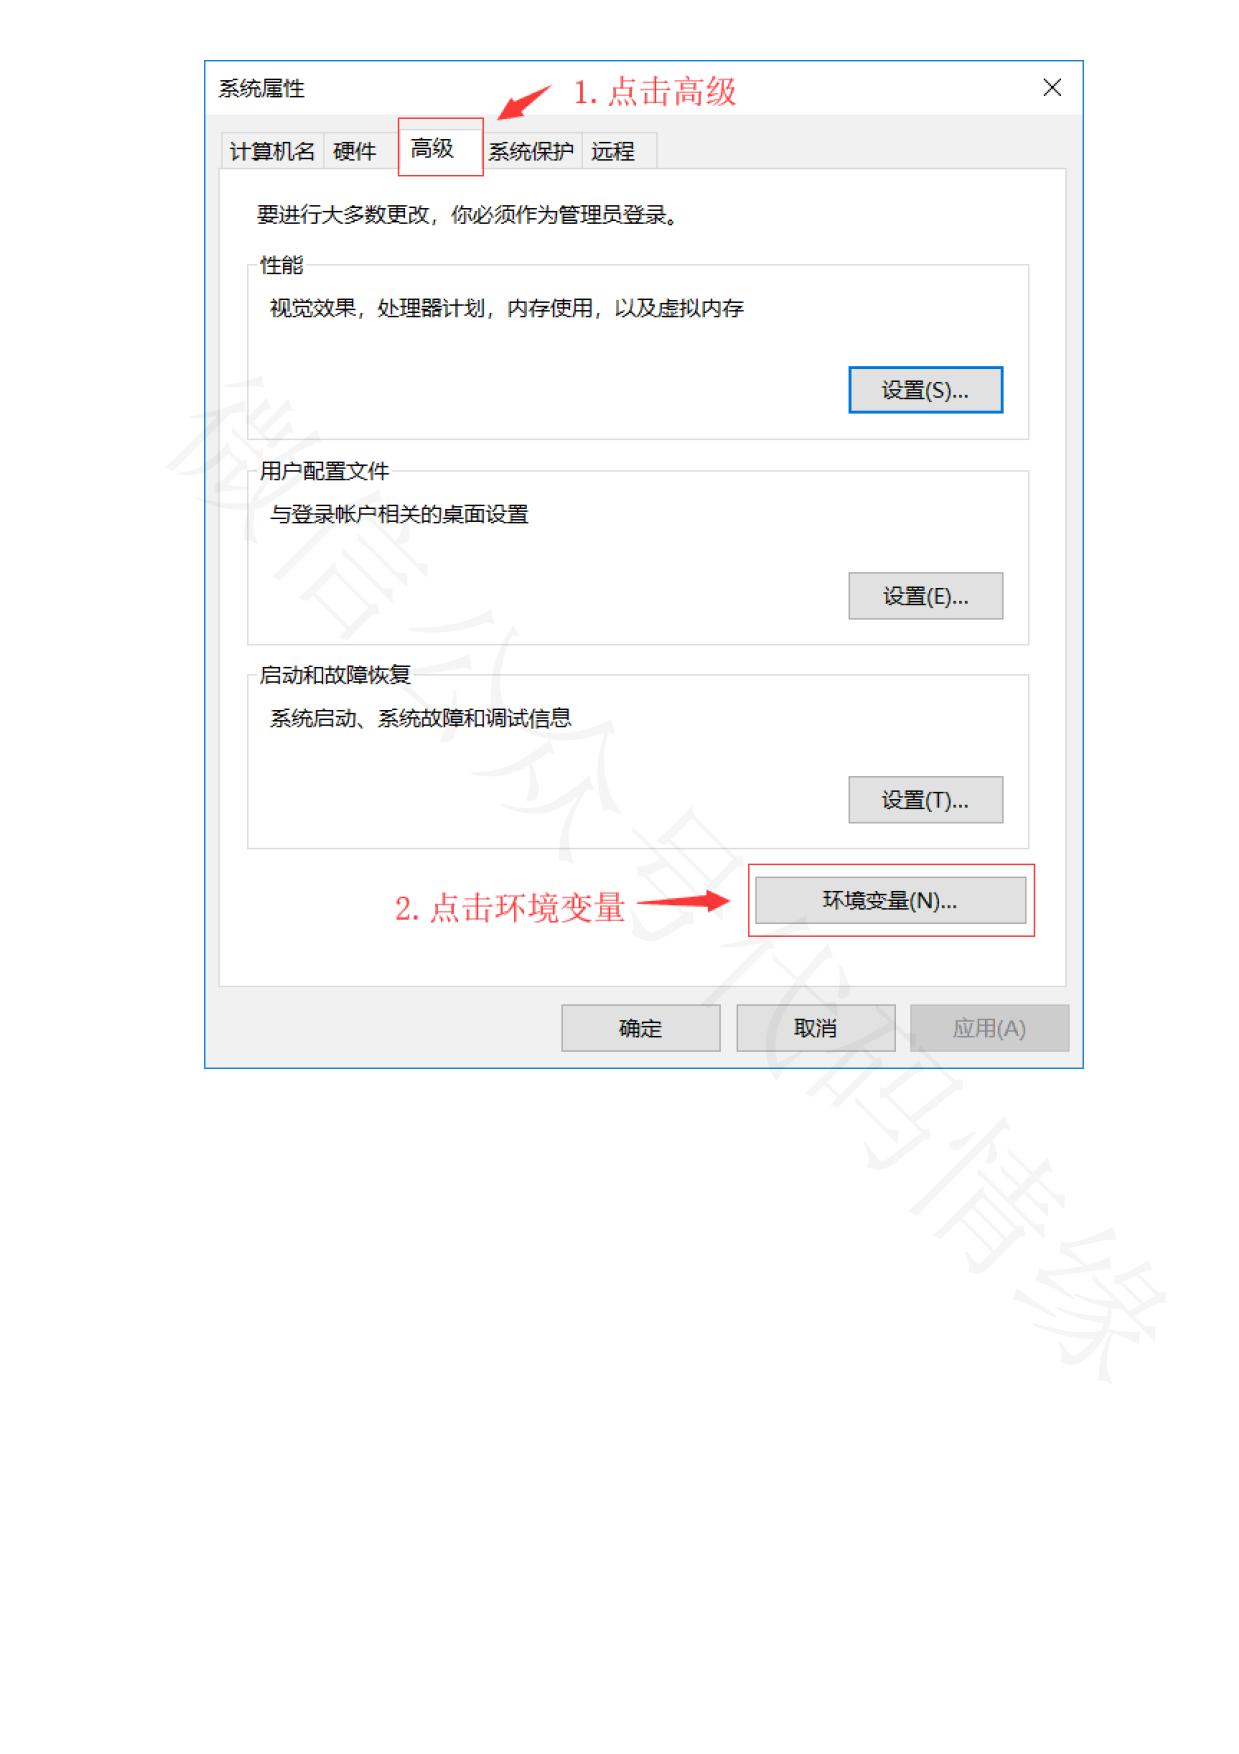 系统属性
1.点击高级
计算机名 硬件 高级 系统保护 远程
要进行大多数更改，你必须作为管理员登录。
性能
视觉效果，处理器计划，内存使用，以及虚拟内存
设置(S)...
用户配置文件
与登录帐户相关的桌面设置
设置(E)...
启动和故障恢复
系统启动、系统故障和调试信息
设置(T)...
2.点击环境变量
环境变量(N)...
确定 取消 应用(A)
微信公众号代码情缘